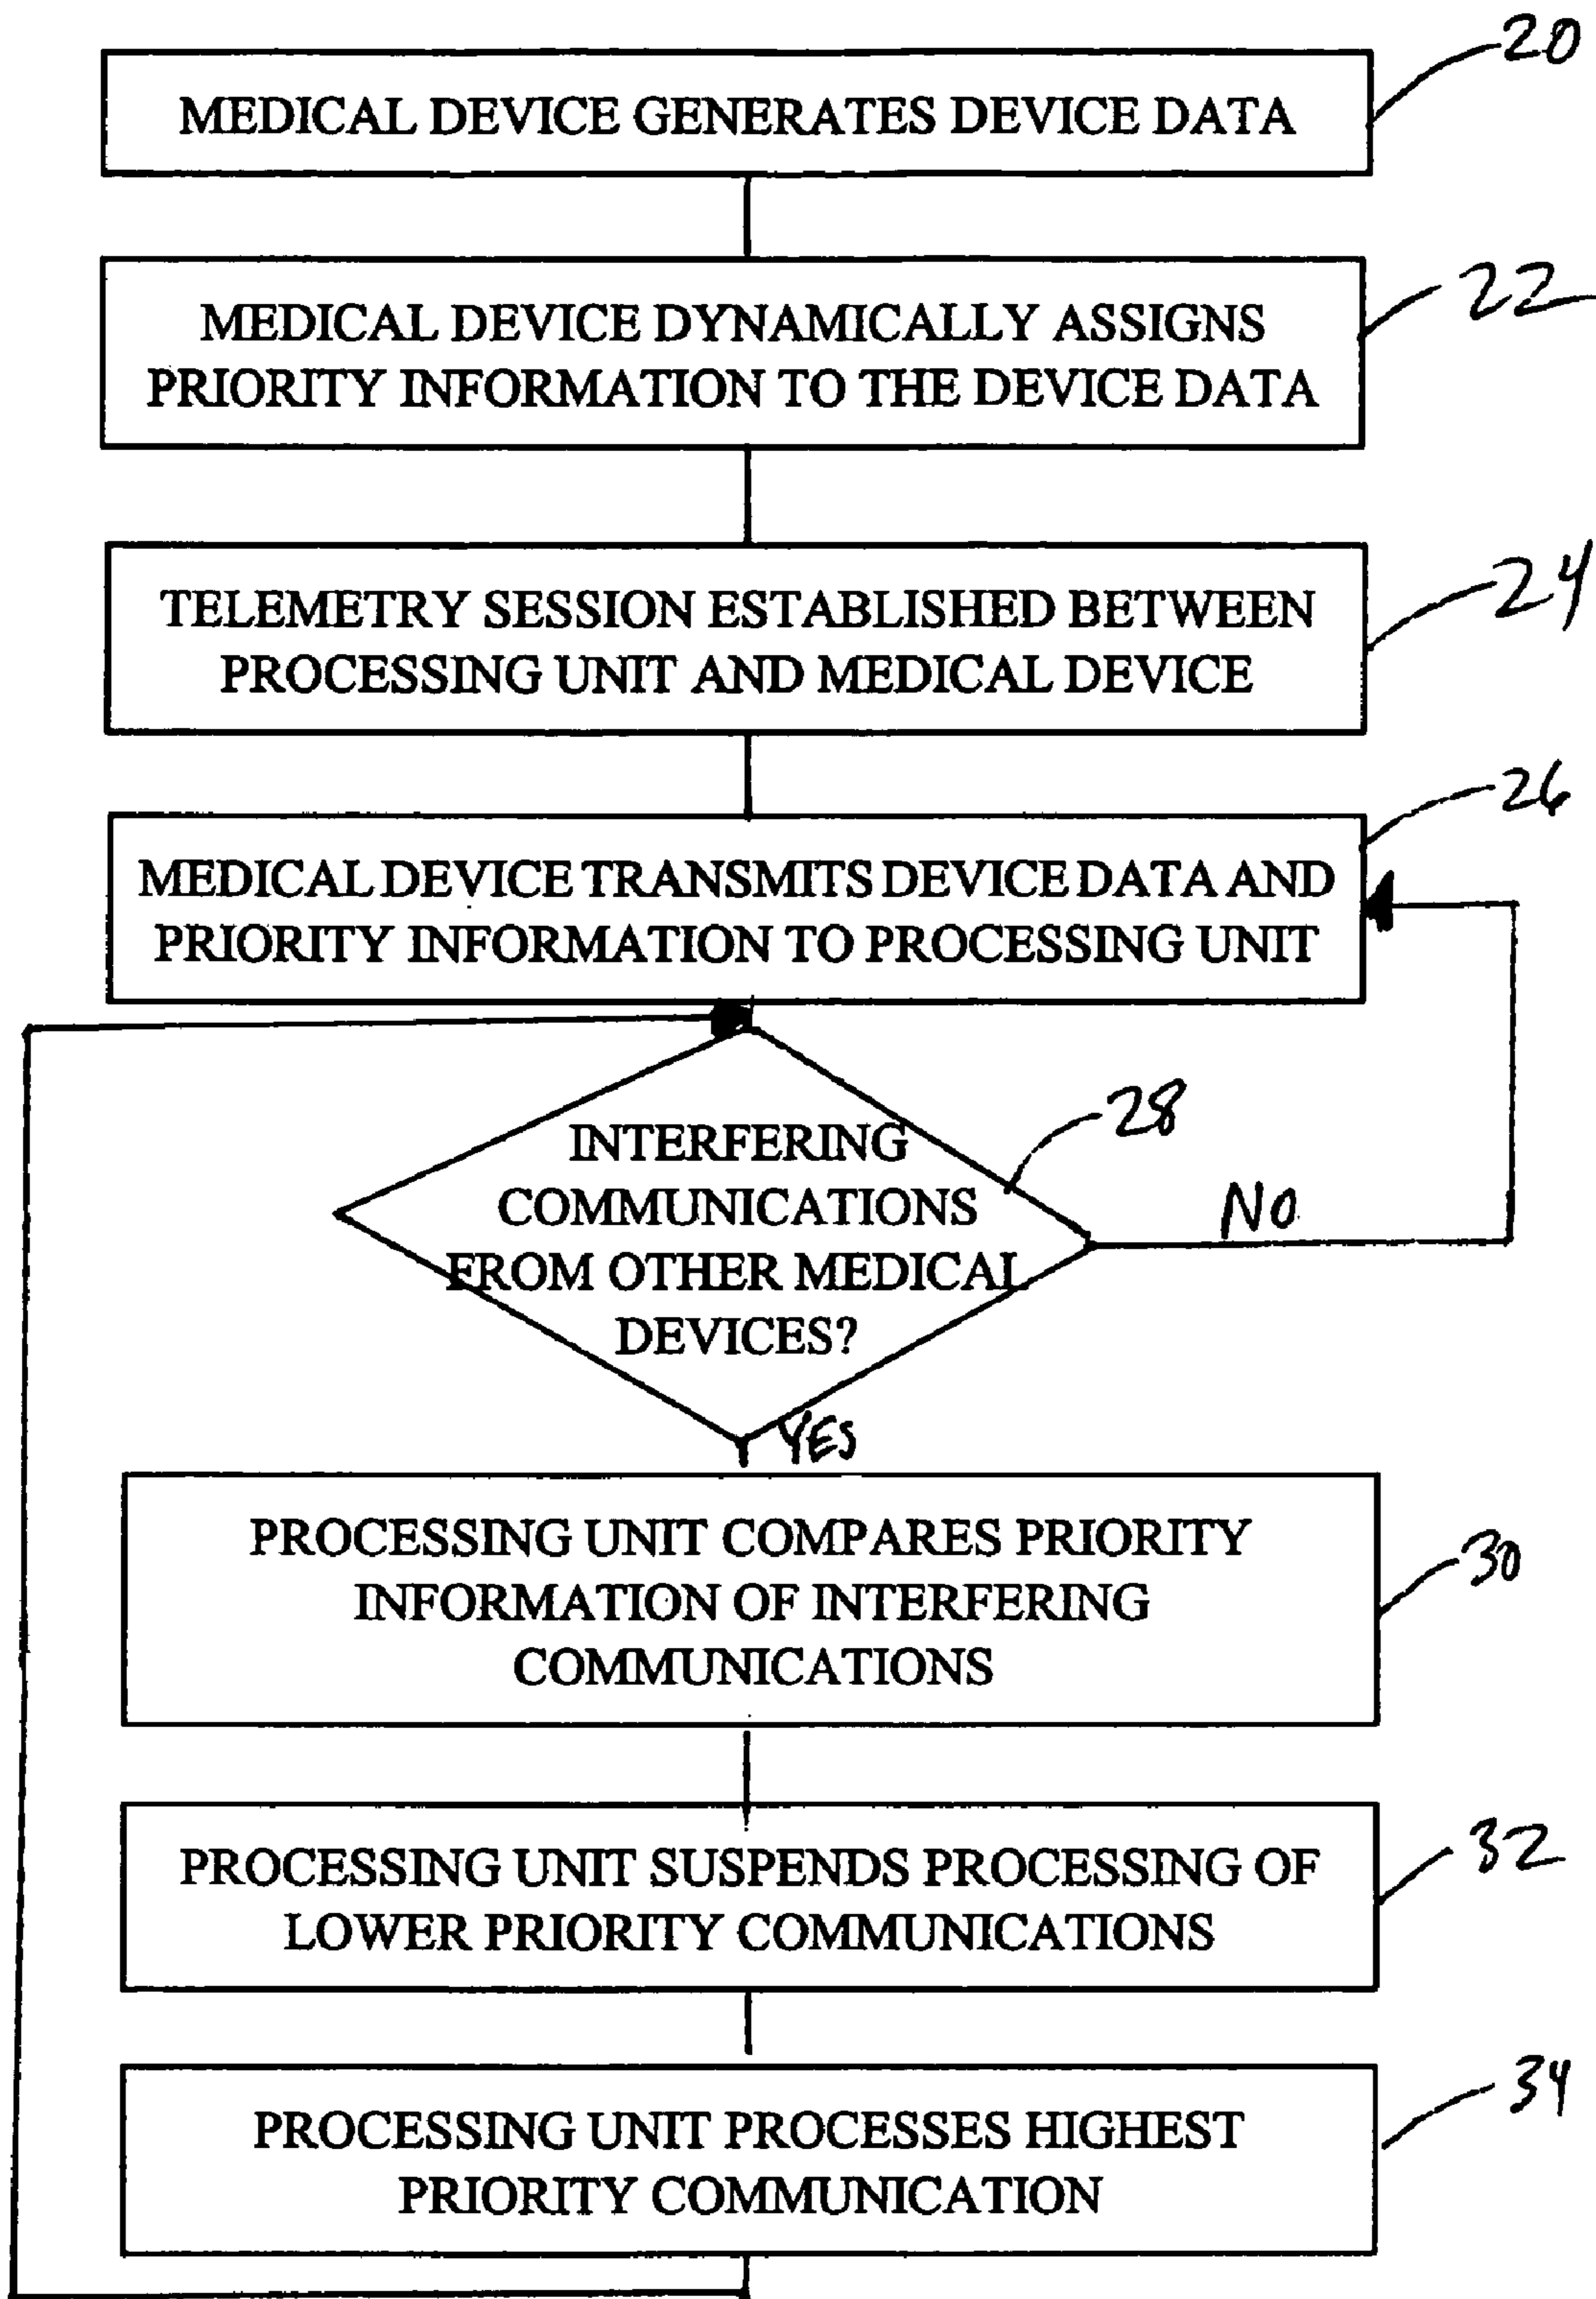 20
MEDICAL DEVICE GENERATES DEVICE DATA
22
MEDICAL DEVICE DYNAMICALLY ASSIGNS
PRIORITY INFORMATION TO THE DEVICE DATA
24
TELEMETRY SESSION ESTABLISHED BETWEEN
PROCESSING UNIT AND MEDICAL DEVICE
26
MEDICAL DEVICE TRANSMITS DEVICE DATA AND
PRIORITY INFORMATION TO PROCESSING UNIT
28
INTERFERING
COMMUNICATIONS
FROM OTHER MEDICAL
DEVICES?
NO
YES
PROCESSING UNIT COMPARES PRIORITY
INFORMATION OF INTERFERING
COMMUNICATIONS
30
PROCESSING UNIT SUSPENDS PROCESSING OF
LOWER PRIORITY COMMUNICATIONS
32
PROCESSING UNIT PROCESSES HIGHEST
PRIORITY COMMUNICATION
34